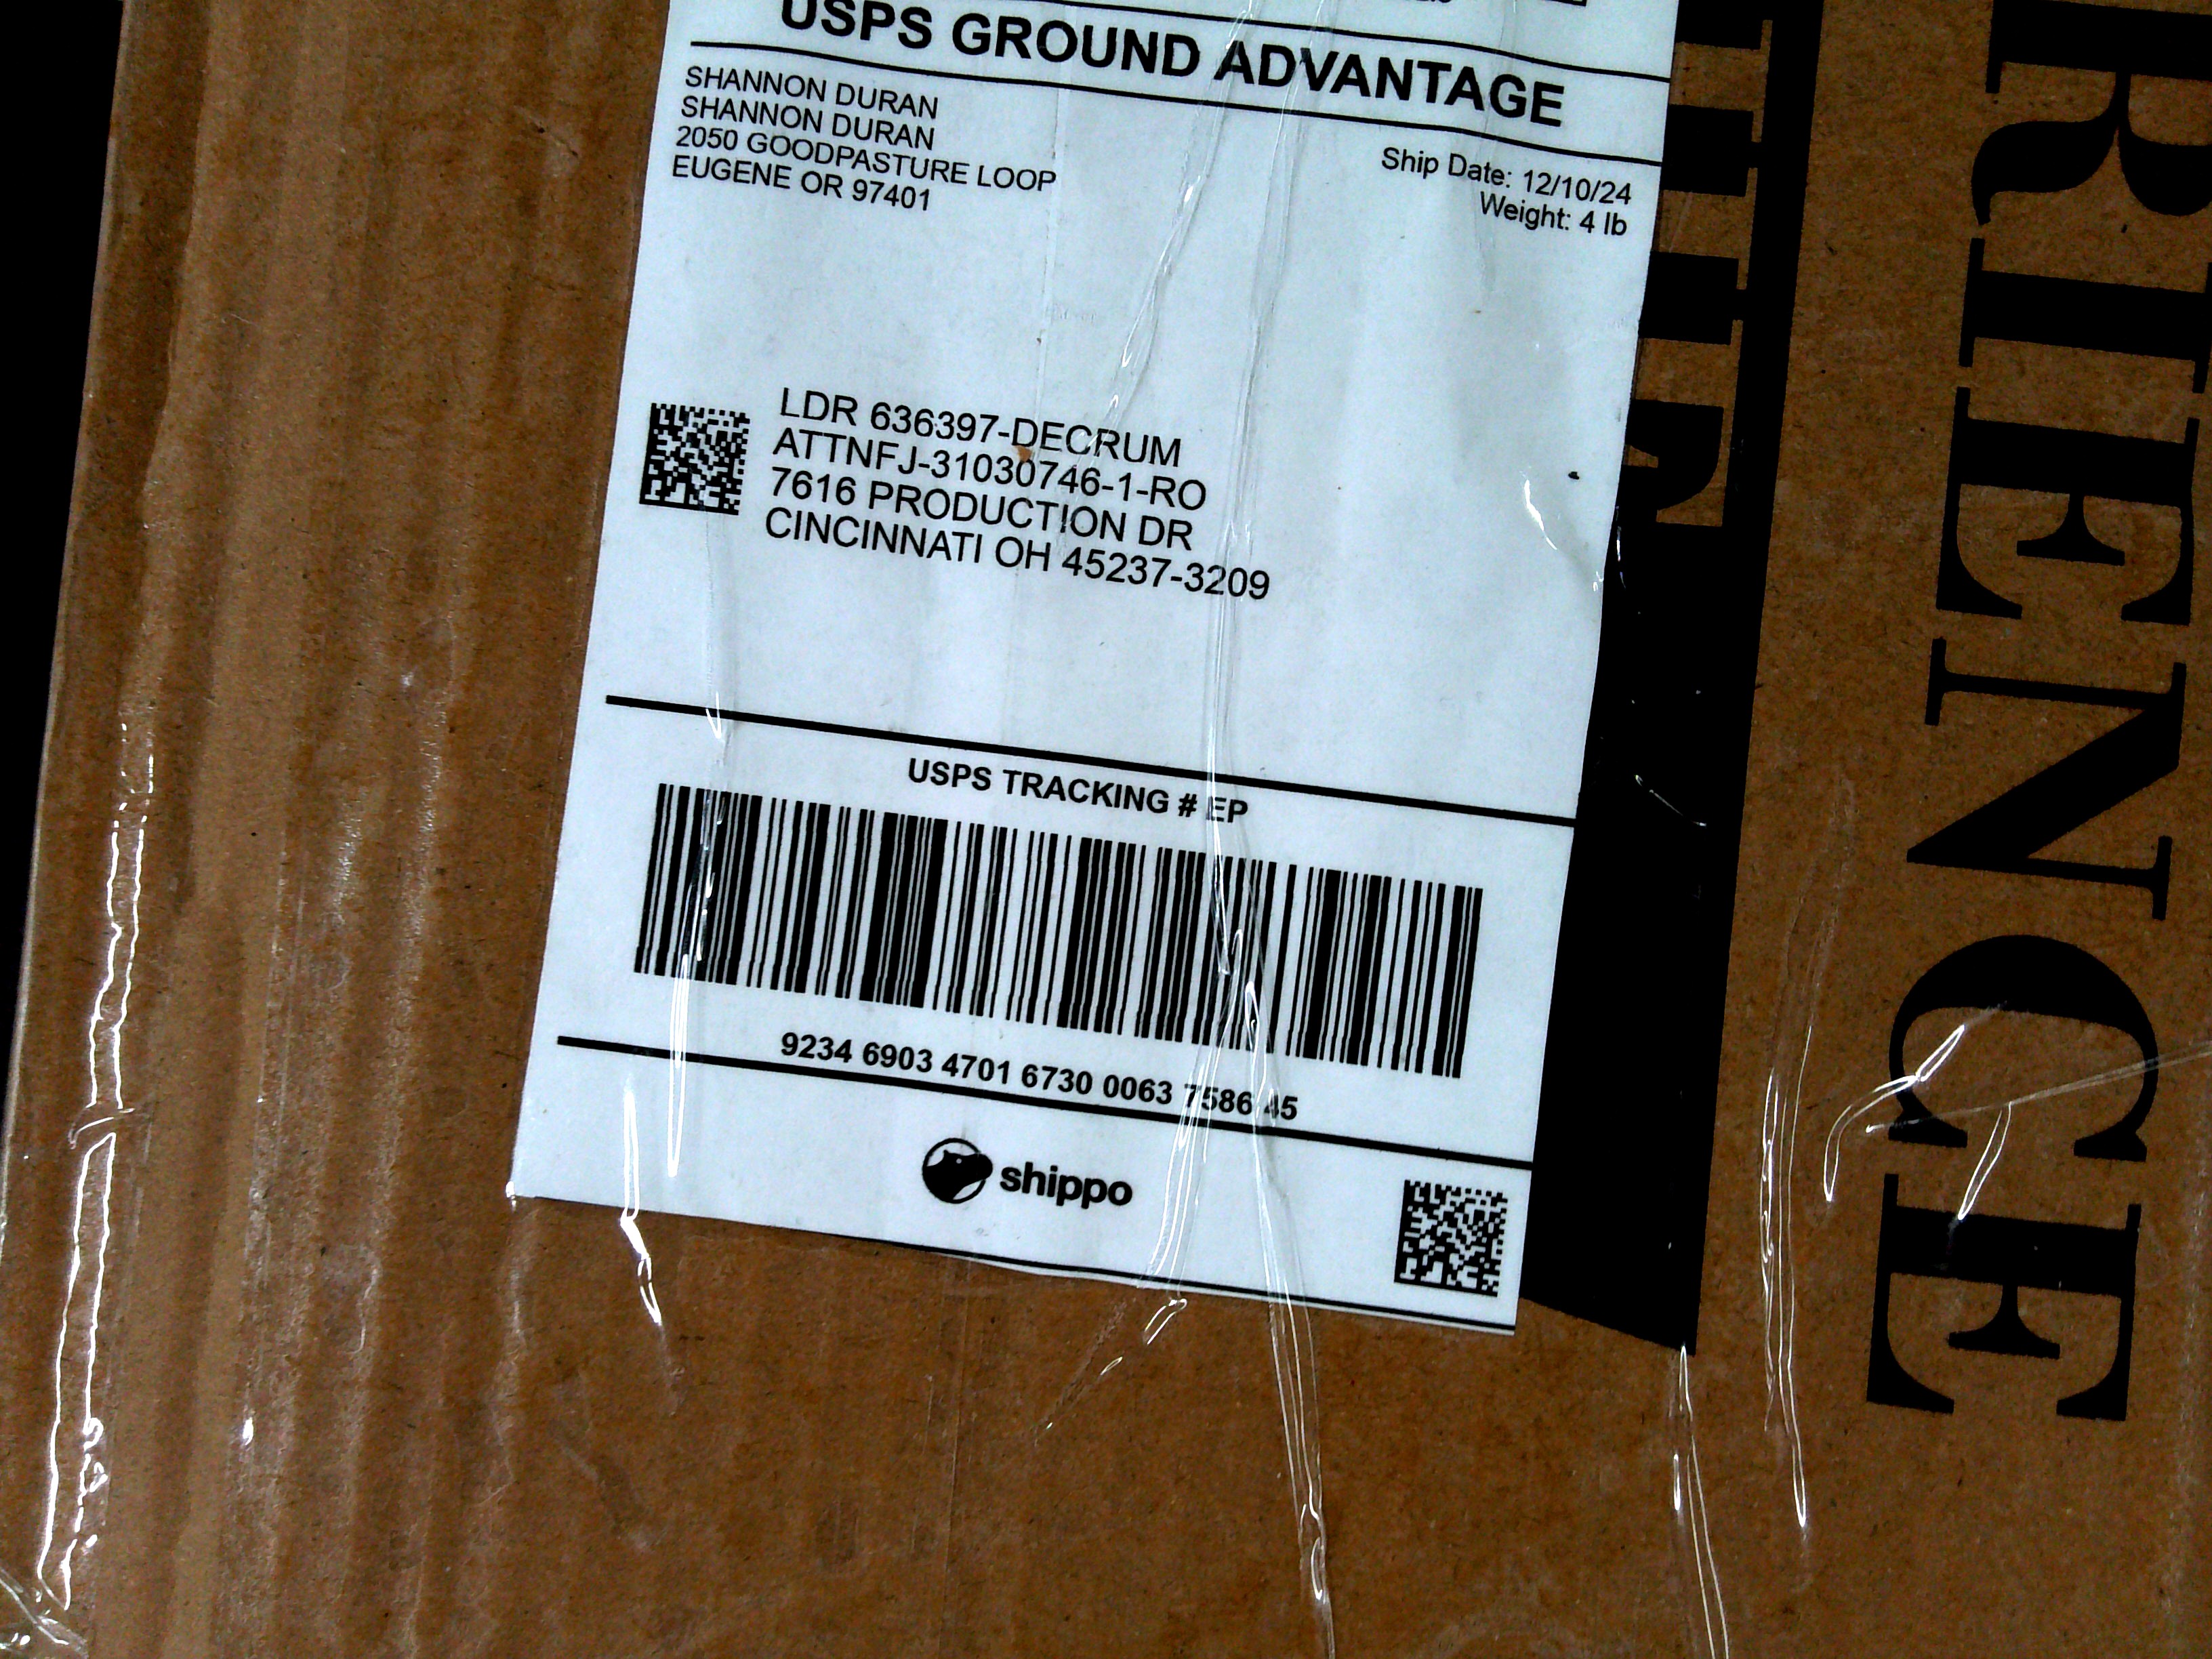 USPS GROUND ADVANTAGE
SHANNON DURAN
SHANNON DURAN
2050 GOODPASTURE LOOP
EUGENE OR 97401
Ship Date: 12/10/24
Weight: 4 lb
LDR 636397-DECRUM
ATTNFJ-31030746-1-RO
7616 PRODUCTION DR
CINCINNATI OH 45237-3209
USPS TRACKING # EP
9234 6903 4701 6730 0063 7586 45
shippo
RIENCE